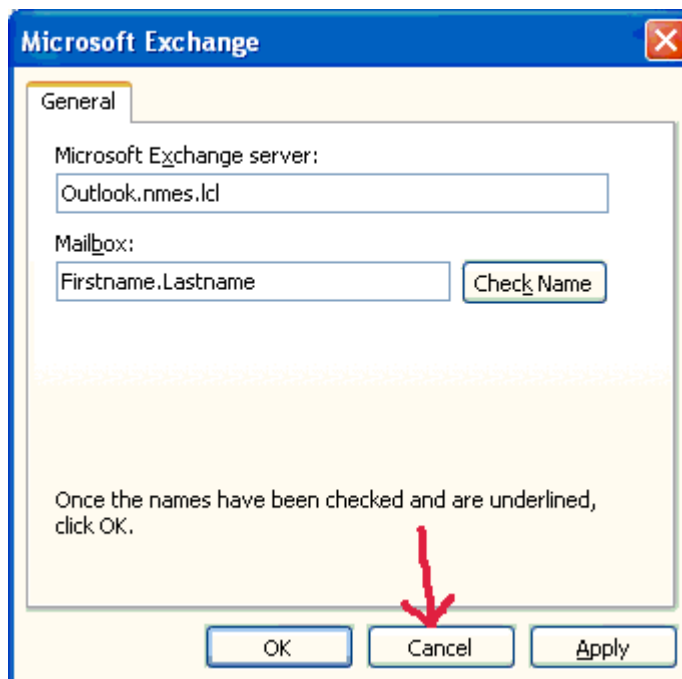 Microsoft Exchange
General
Microsoft Exchange server:
Outlook.nmes.lcl
Mailbox:
Firstname.Lastname
Check Name
Once the names have been checked and are underlined,
click OK.
OK Cancel Apply